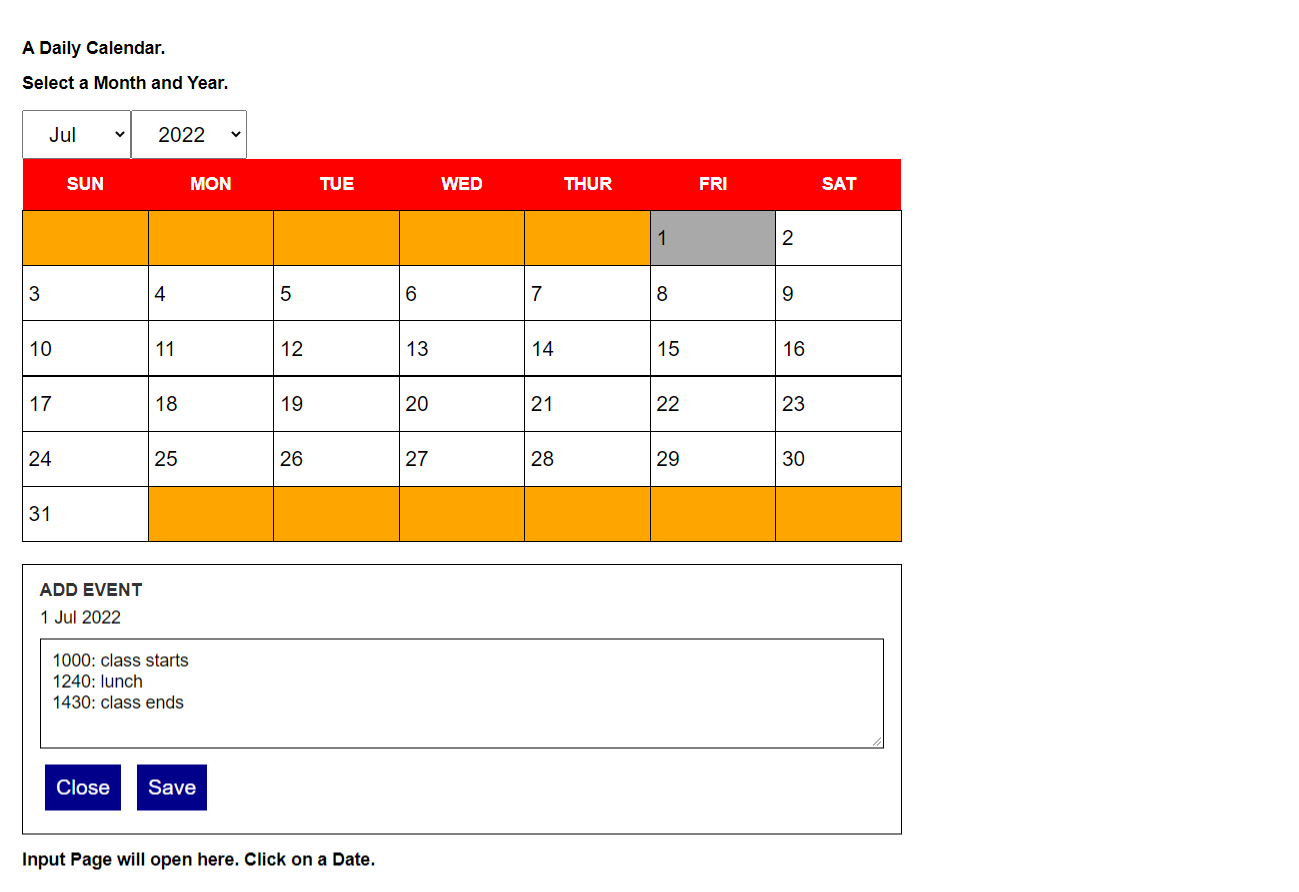 A Daily Calendar.
Select a Month and Year.
Jul 2022
SUN MON TUE WED THUR FRI SAT
1 2
3 4 5 6 7 8 9
10 11 12 13 14 15 16
17 18 19 20 21 22 23
24 25 26 27 28 29 30
31
ADD EVENT
1 Jul 2022
1000: class starts
1240: lunch
1430: class ends
Close Save
Input Page will open here. Click on a Date.